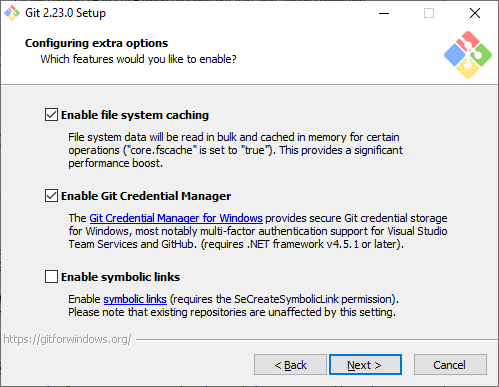 Git 2.23.0 Setup
Configuring extra options
Which features would you like to enable?
Enable file system caching
File system data will be read in bulk and cached in memory for certain
operations ("core.fscache" is set to "true"). This provides a significant
performance boost.
Enable Git Credential Manager
The Git Credential Manager for Windows provides secure Git credential storage
for Windows, most notably multi-factor authentication support for Visual Studio
Team Services and GitHub. (requires .NET framework v4.5.1 or later).
Enable symbolic links
Enable symbolic links (requires the SeCreateSymbolicLink permission).
Please note that existing repositories are unaffected by this setting.
https://gitforwindows.org/
< Back Next > Cancel